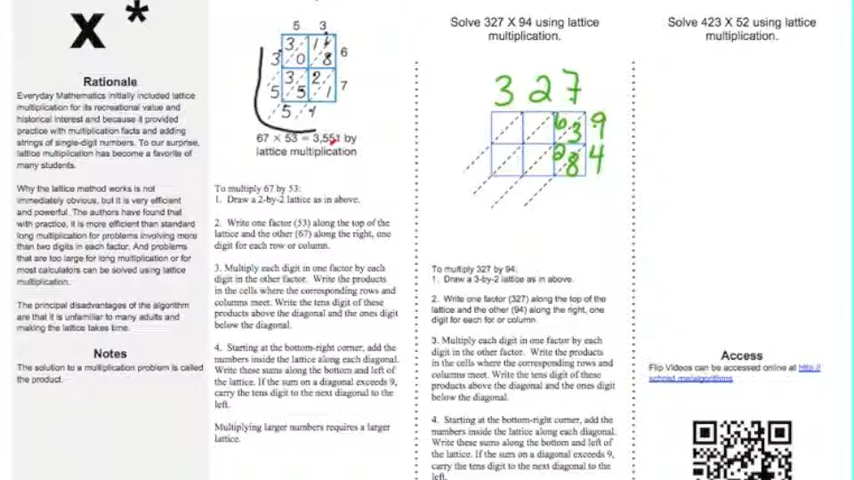 x *
Rationale
Everyday Mathematics initially included lattice
multiplication for its recreational value and
historical interest and because it provided
practice with multiplication facts and adding
strings of single-digit numbers. To our surprise,
lattice multiplication has become a favorite of
many students.
Why the lattice method works is not
immediately obvious, but it is very efficient
and powerful. The authors have found that
with practice, it is more efficient than standard
long multiplication for problems involving more
than two digits in each factor. And problems
that are too large for long multiplication or for
most calculators can be solved using lattice
multiplication.
The principal disadvantages of the algorithm
are that it is unfamiliar to many adults and
making the lattice takes time.
Notes
The solution to a multiplication problem is called
the product.
5 3
3 1
3 0 8 6
3 2
5 5 1 7
5 1
67 × 53 = 3,551 by
lattice multiplication
To multiply 67 by 53:
1. Draw a 2-by-2 lattice as in above.
2. Write one factor (53) along the top of the
lattice and the other (67) along the right, one
digit for each row or column.
3. Multiply each digit in one factor by each
digit in the other factor. Write the products
in the cells where the corresponding rows and
columns meet. Write the tens digit of these
products above the diagonal and the ones digit
below the diagonal.
4. Starting at the bottom-right corner, add the
numbers inside the lattice along each diagonal.
Write these sums along the bottom and left of
the lattice. If the sum on a diagonal exceeds 9,
carry the tens digit to the next diagonal to the
left.
Multiplying larger numbers requires a larger
lattice.
Solve 327 X 94 using lattice
multiplication.
3 2 7
6 3 9
2 8 4
To multiply 327 by 94:
1. Draw a 3-by-2 lattice as in above.
2. Write one factor (327) along the top of the
lattice and the other (94) along the right, one
digit for each for or column.
3. Multiply each digit in one factor by each
digit in the other factor. Write the products
in the cells where the corresponding rows and
columns meet. Write the tens digit of these
products above the diagonal and the ones digit
below the diagonal.
4. Starting at the bottom-right corner, add the
numbers inside the lattice along each diagonal.
Write these sums along the bottom and left of
the lattice. If the sum on a diagonal exceeds 9,
carry the tens digit to the next diagonal to the
left.
Solve 423 X 52 using lattice
multiplication.
Access
Flip Videos can be accessed online at http://
schrad.me/algorithms